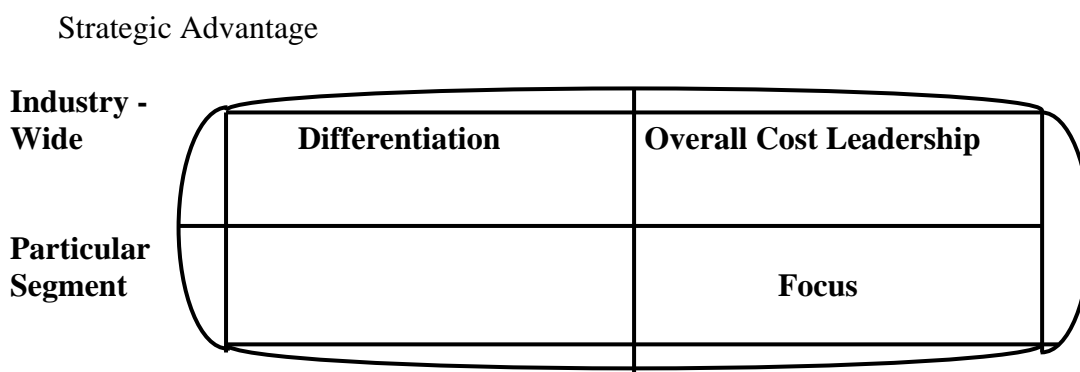 Strategic Advantage
Industry -
Wide
Differentiation
Overall Cost Leadership
Particular
Segment
Focus